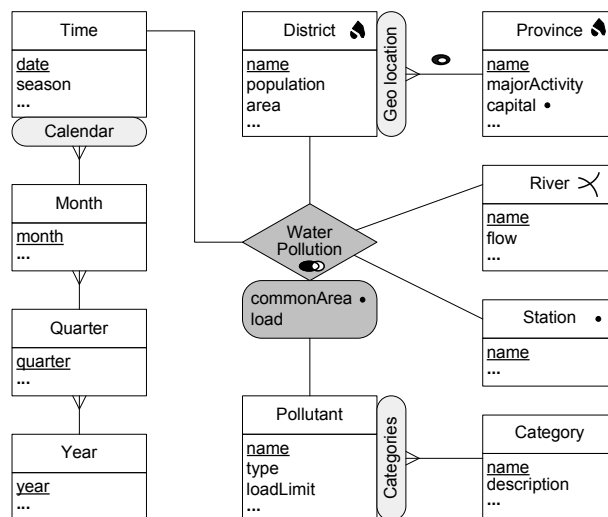 Time
date
season
...
Calendar
Month
month
...
Quarter
quarter
...
Year
year
...
District
name
population
area
...
Geo location
Province
name
majorActivity
capital
...
Water
Pollution
commonArea
load
River
name
flow
...
Station
name
...
Pollutant
name
type
loadLimit
...
Categories
Category
name
description
...